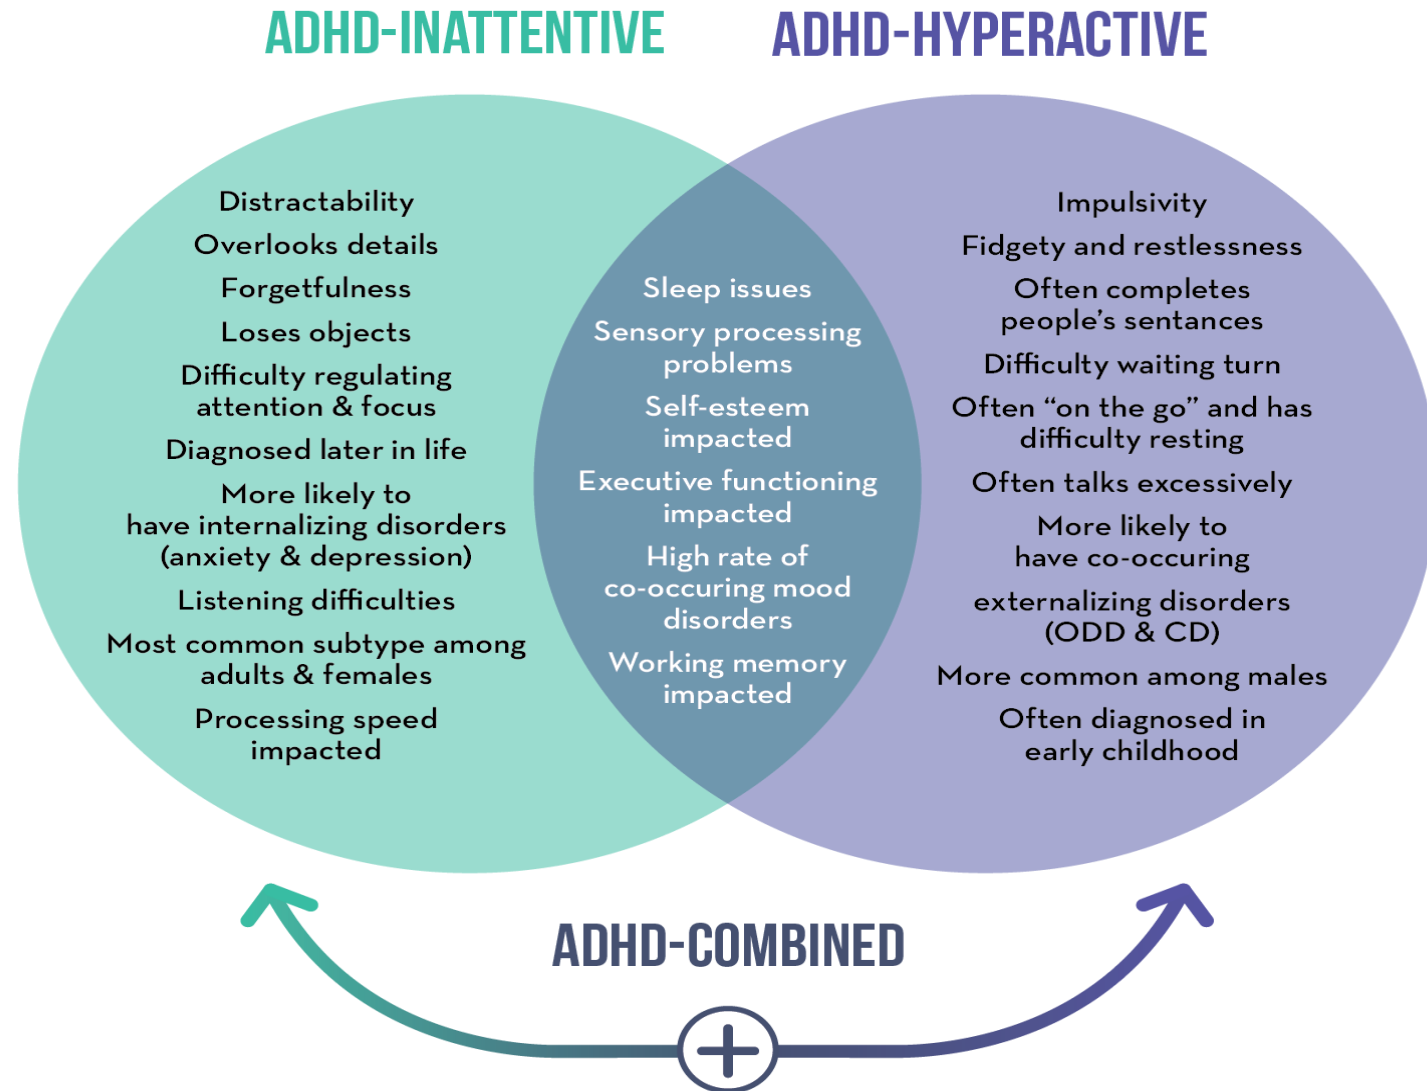 ADHD-INATTENTIVE
ADHD-HYPERACTIVE
Distractability
Overlooks details
Forgetfulness
Loses objects
Difficulty regulating
attention & focus
Diagnosed later in life
More likely to
have internalizing disorders
(anxiety & depression)
Listening difficulties
Most common subtype among
adults & females
Processing speed
impacted
Sleep issues
Sensory processing
problems
Self-esteem
impacted
Executive functioning
impacted
High rate of
co-occuring mood
disorders
Working memory
impacted
Impulsivity
Fidgety and restlessness
Often completes
people’s sentances
Difficulty waiting turn
Often “on the go” and has
difficulty resting
Often talks excessively
More likely to
have co-occuring
externalizing disorders
(ODD & CD)
More common among males
Often diagnosed in
early childhood
ADHD-COMBINED
+